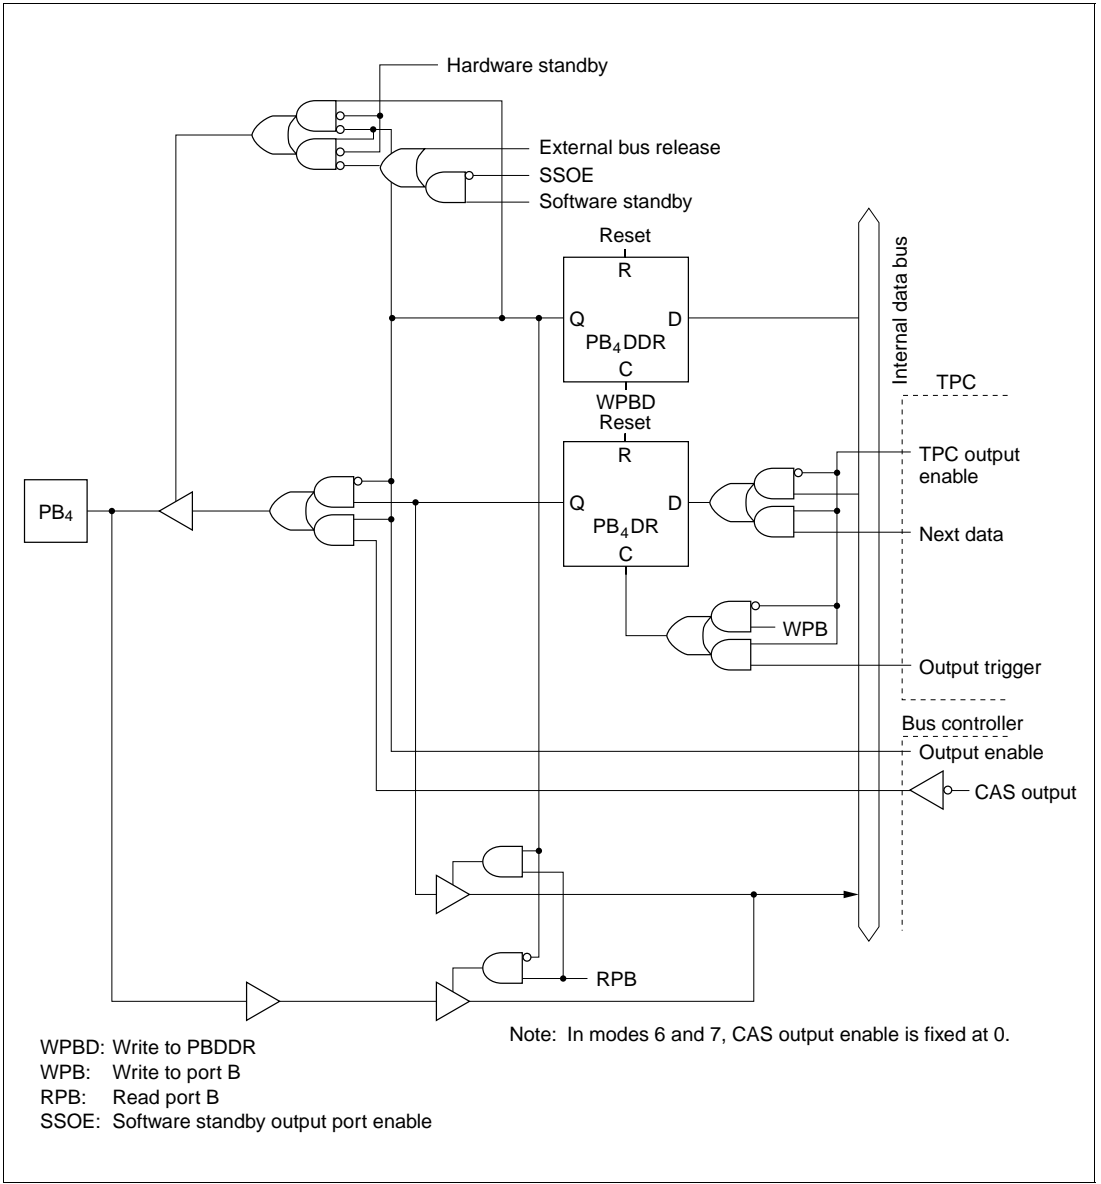 Hardware standby
External bus release
SSOE
Software standby
Reset
R
Internal data bus
Q
D
PB4DDR
C
WPBD
TPC
Reset
R
TPC output
enable
PB4
Q
D
PB4DR
C
Next data
WPB
Output trigger
Bus controller
Output enable
CAS output
RPB
Note: In modes 6 and 7, CAS output enable is fixed at 0.
WPBD: Write to PBDDR
WPB: Write to port B
RPB: Read port B
SSOE: Software standby output port enable